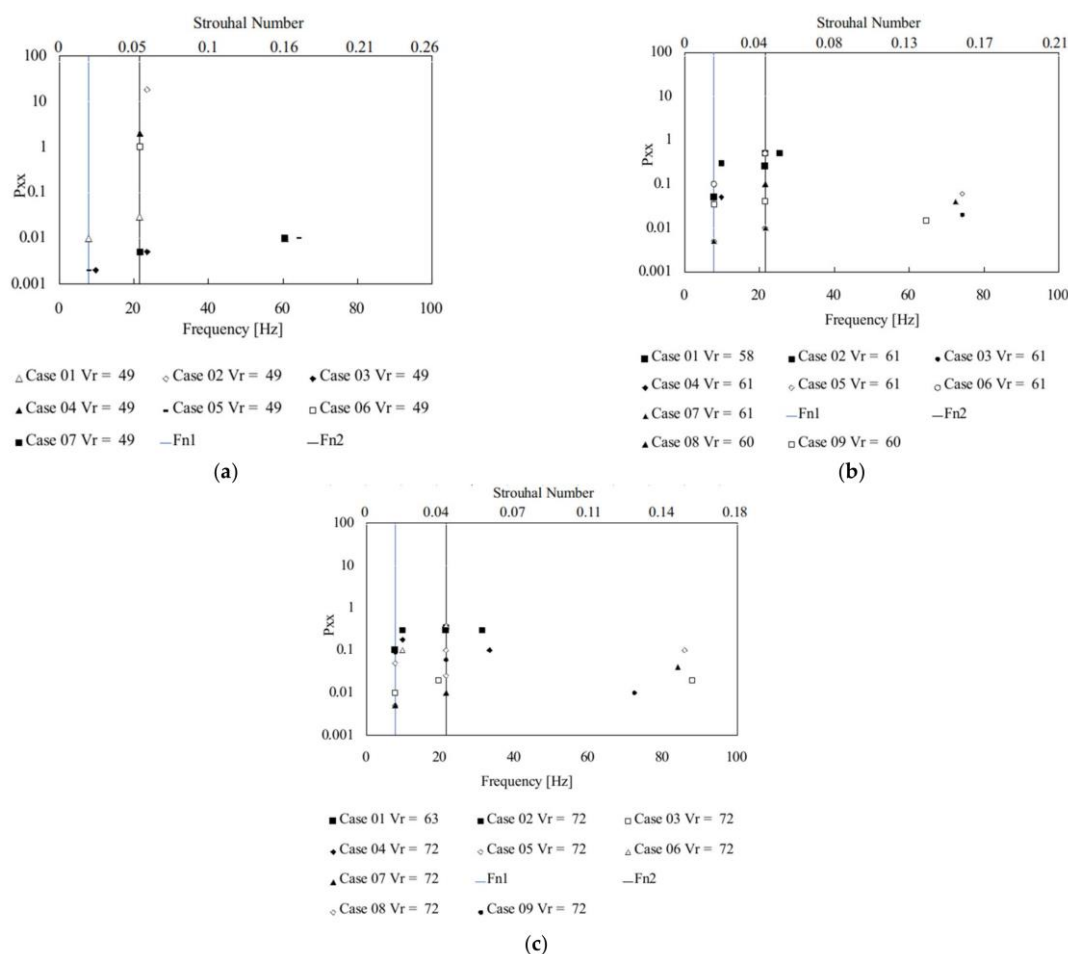 Strouhal Number
0 0.05 0.1 0.16 0.21 0.26
100
10
1
0.1
0.01
0.001
Pxx
0 20 40 60 80 100
Frequency [Hz]
Case 01 Vr = 49 Case 02 Vr = 49 Case 03 Vr = 49
Case 04 Vr = 49 Case 05 Vr = 49 Case 06 Vr = 49
Case 07 Vr = 49 Fn1 Fn2
(a)
Strouhal Number
0 0.04 0.08 0.13 0.17 0.21
100
10
1
0.1
0.01
0.001
Pxx
0 20 40 60 80 100
Frequency [Hz]
Case 01 Vr = 58 Case 02 Vr = 61 Case 03 Vr = 61
Case 04 Vr = 61 Case 05 Vr = 61 Case 06 Vr = 61
Case 07 Vr = 61 Fn1 Fn2
Case 08 Vr = 60 Case 09 Vr = 60
(b)
Strouhal Number
0 0.04 0.07 0.11 0.14 0.18
100
10
1
0.1
0.01
0.001
Pxx
0 20 40 60 80 100
Frequency [Hz]
Case 01 Vr = 63 Case 02 Vr = 72 Case 03 Vr = 72
Case 04 Vr = 72 Case 05 Vr = 72 Case 06 Vr = 72
Case 07 Vr = 72 Fn1 Fn2
Case 08 Vr = 72 Case 09 Vr = 72
(c)